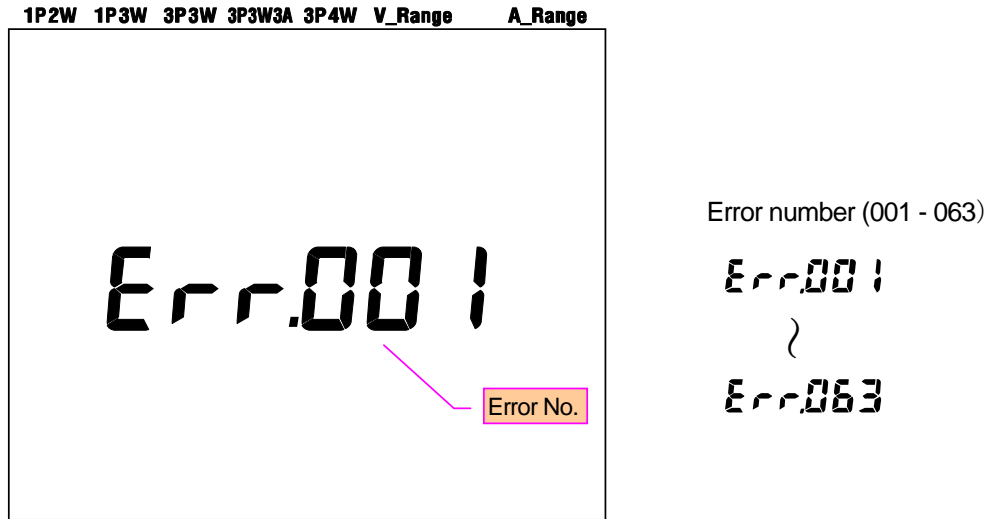 1P2W 1P3W 3P3W 3P3W3A 3P4W V_Range A_Range
Err.001
Error No.
Error number (001 - 063）
Err.001
~
Err.063